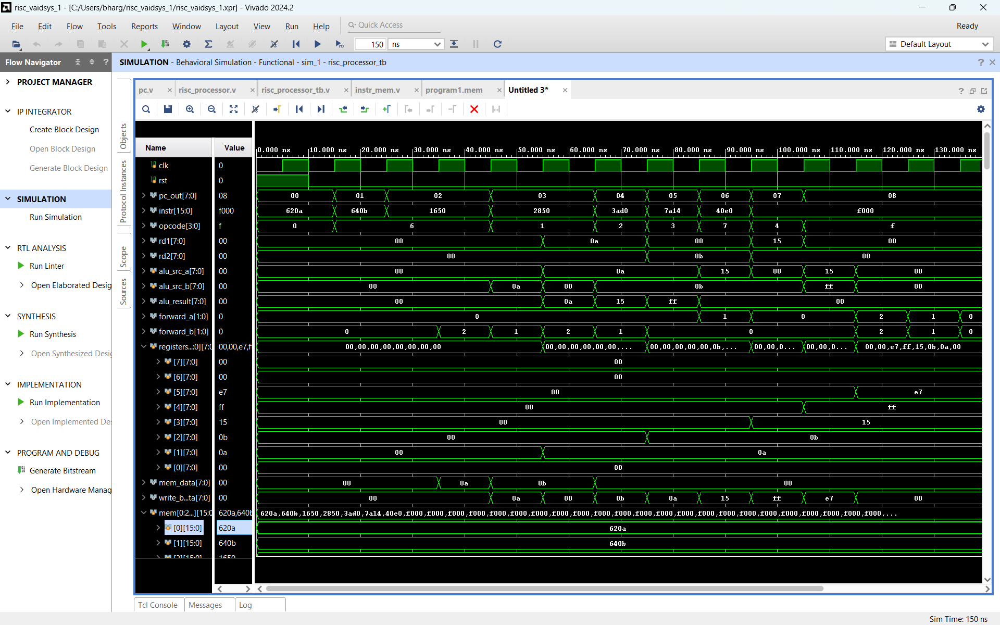 risc_vaidsys_1 - [C:/Users/bharg/risc_vaidsys_1/risc_vaidsys_1.xpr] - Vivado 2024.2
File Edit Flow Tools Reports Window Layout View Run Help Quick Access Ready
150 ns Default Layout
Flow Navigator ? SIMULATION - Behavioral Simulation - Functional - sim_1 - risc_processor_tb
PROJECT MANAGER
IP INTEGRATOR
Create Block Design
Open Block Design
Generate Block Design
SIMULATION
Run Simulation
RTL ANALYSIS
Run Linter
Open Elaborated Desig
SYNTHESIS
Run Synthesis
Open Synthesized Desig
IMPLEMENTATION
Run Implementation
Open Implemented Des
PROGRAM AND DEBUG
Generate Bitstream
Open Hardware Manag
Objects
Protocol Instances
Scope
Sources
pc.v risc_processor.v risc_processor_tb.v instr_mem.v program1.mem Untitled 3*
Name Value
0.000 ns 10.000 ns 20.000 ns 30.000 ns 40.000 ns 50.000 ns 60.000 ns 70.000 ns 80.000 ns 90.000 ns 100.000 ns 110.000 ns 120.000 ns 130.000 ns
clk 0
rst 0
pc_out[7:0] 08 00 01 02 03 04 05 06 07 08
instr[15:0] f000 620a 640b 1650 2850 3ad0 7a14 40e0 f000
opcode[3:0] f 0 6 1 2 3 7 4 f
rd1[7:0] 00 00 0a 00 15 00
rd2[7:0] 00 00 0b 00
alu_src_a[7:0] 00 00 0a 15 00 15 00
alu_src_b[7:0] 00 00 0a 00 0b ff 00
alu_result[7:0] 00 00 0a 15 ff 00
forward_a[1:0] 0 0 1 0 2 1 0
forward_b[1:0] 0 0 2 1 2 1 0 2 1 0
registers...:0][7:0 00,00,e7,f 00,00,00,00,00,00,00,00 00,00,00,00,00,00,... 00,00,00,00,00,0b,... 00,00,0... 00,00,0... 00,00,e7,ff,15,0b,0a,00
[7][7:0] 00 00
[6][7:0] 00 00
[5][7:0] e7 00 e7
[4][7:0] ff 00 ff
[3][7:0] 15 00 15
[2][7:0] 0b 00 0b
[1][7:0] 0a 00 0a
[0][7:0] 00 00
mem_data[7:0] 00 00 0a 0b 00
write_b...ta[7:0] 00 00 0a 00 0b 0a 15 ff e7 00
mem[0:2...][15:0 620a,640b 620a,640b,1650,2850,3ad0,7a14,40e0,f000,f000,f000,f000,f000,f000,f000,f000,f000,f000,f000,f000,f000,f000,f000,...
[0][15:0] 620a 620a
[1][15:0] 640b 640b
[2][15:0] 1650
Tcl Console Messages Log
Sim Time: 150 ns